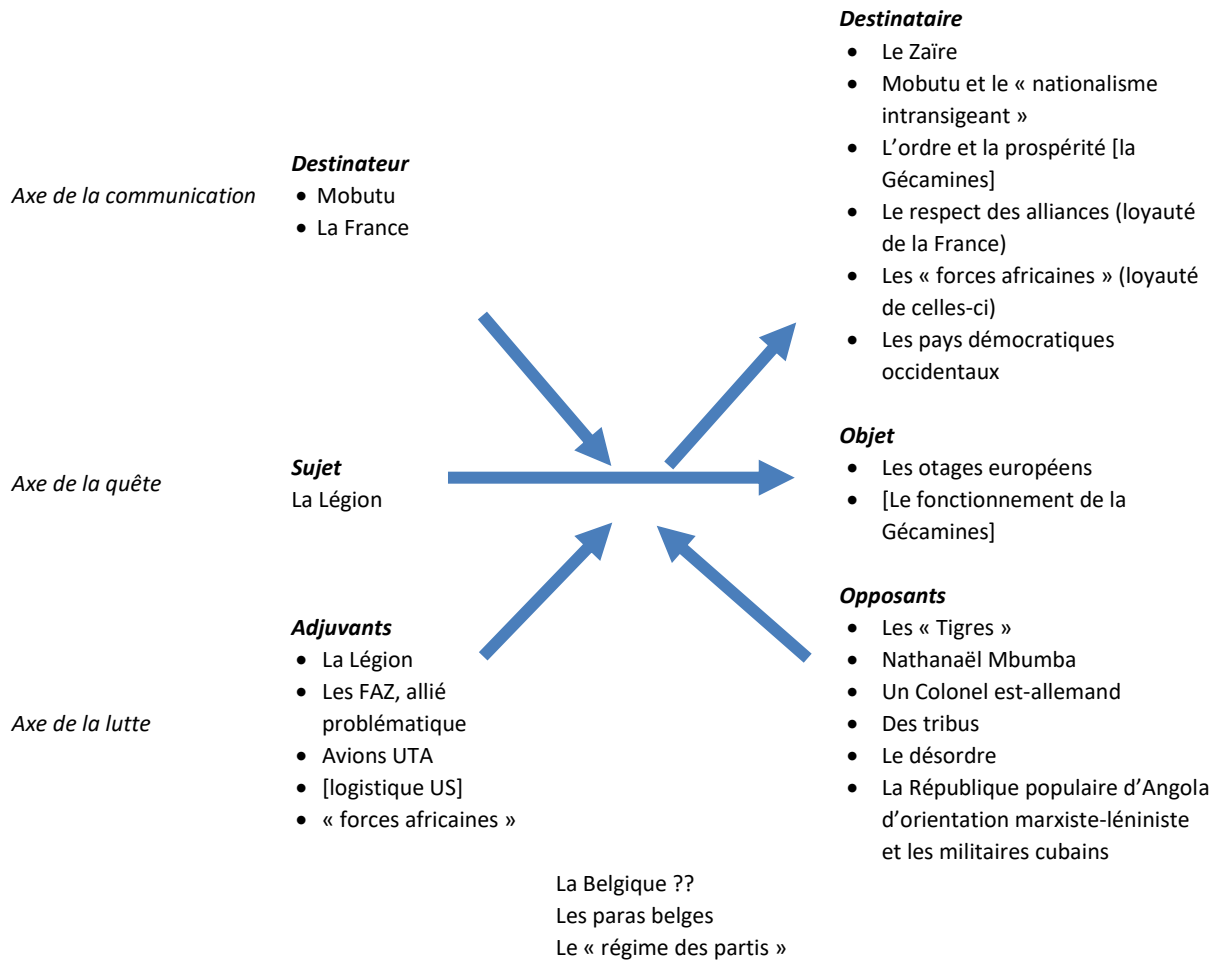 Destinataire
• Le Zaïre
• Mobutu et le « nationalisme
intransigeant »
• L'ordre et la prospérité [la
Gécamines]
• Le respect des alliances (loyauté
de la France)
• Les « forces africaines » (loyauté
de celles-ci)
• Les pays démocratiques
occidentaux
Axe de la communication
Destinateur
• Mobutu
• La France
Axe de la quête
Sujet
La Légion
Objet
• Les otages européens
• [Le fonctionnement de la
Gécamines]
Axe de la lutte
Adjuvants
• La Légion
• Les FAZ, allié
problématique
• Avions UTA
• [logistique US]
• « forces africaines »
Opposants
• Les « Tigres »
• Nathanaël Mbumba
• Un Colonel est-allemand
• Des tribus
• Le désordre
• La République populaire d'Angola
d'orientation marxiste-léniniste
et les militaires cubains
La Belgique ??
Les paras belges
Le « régime des partis »